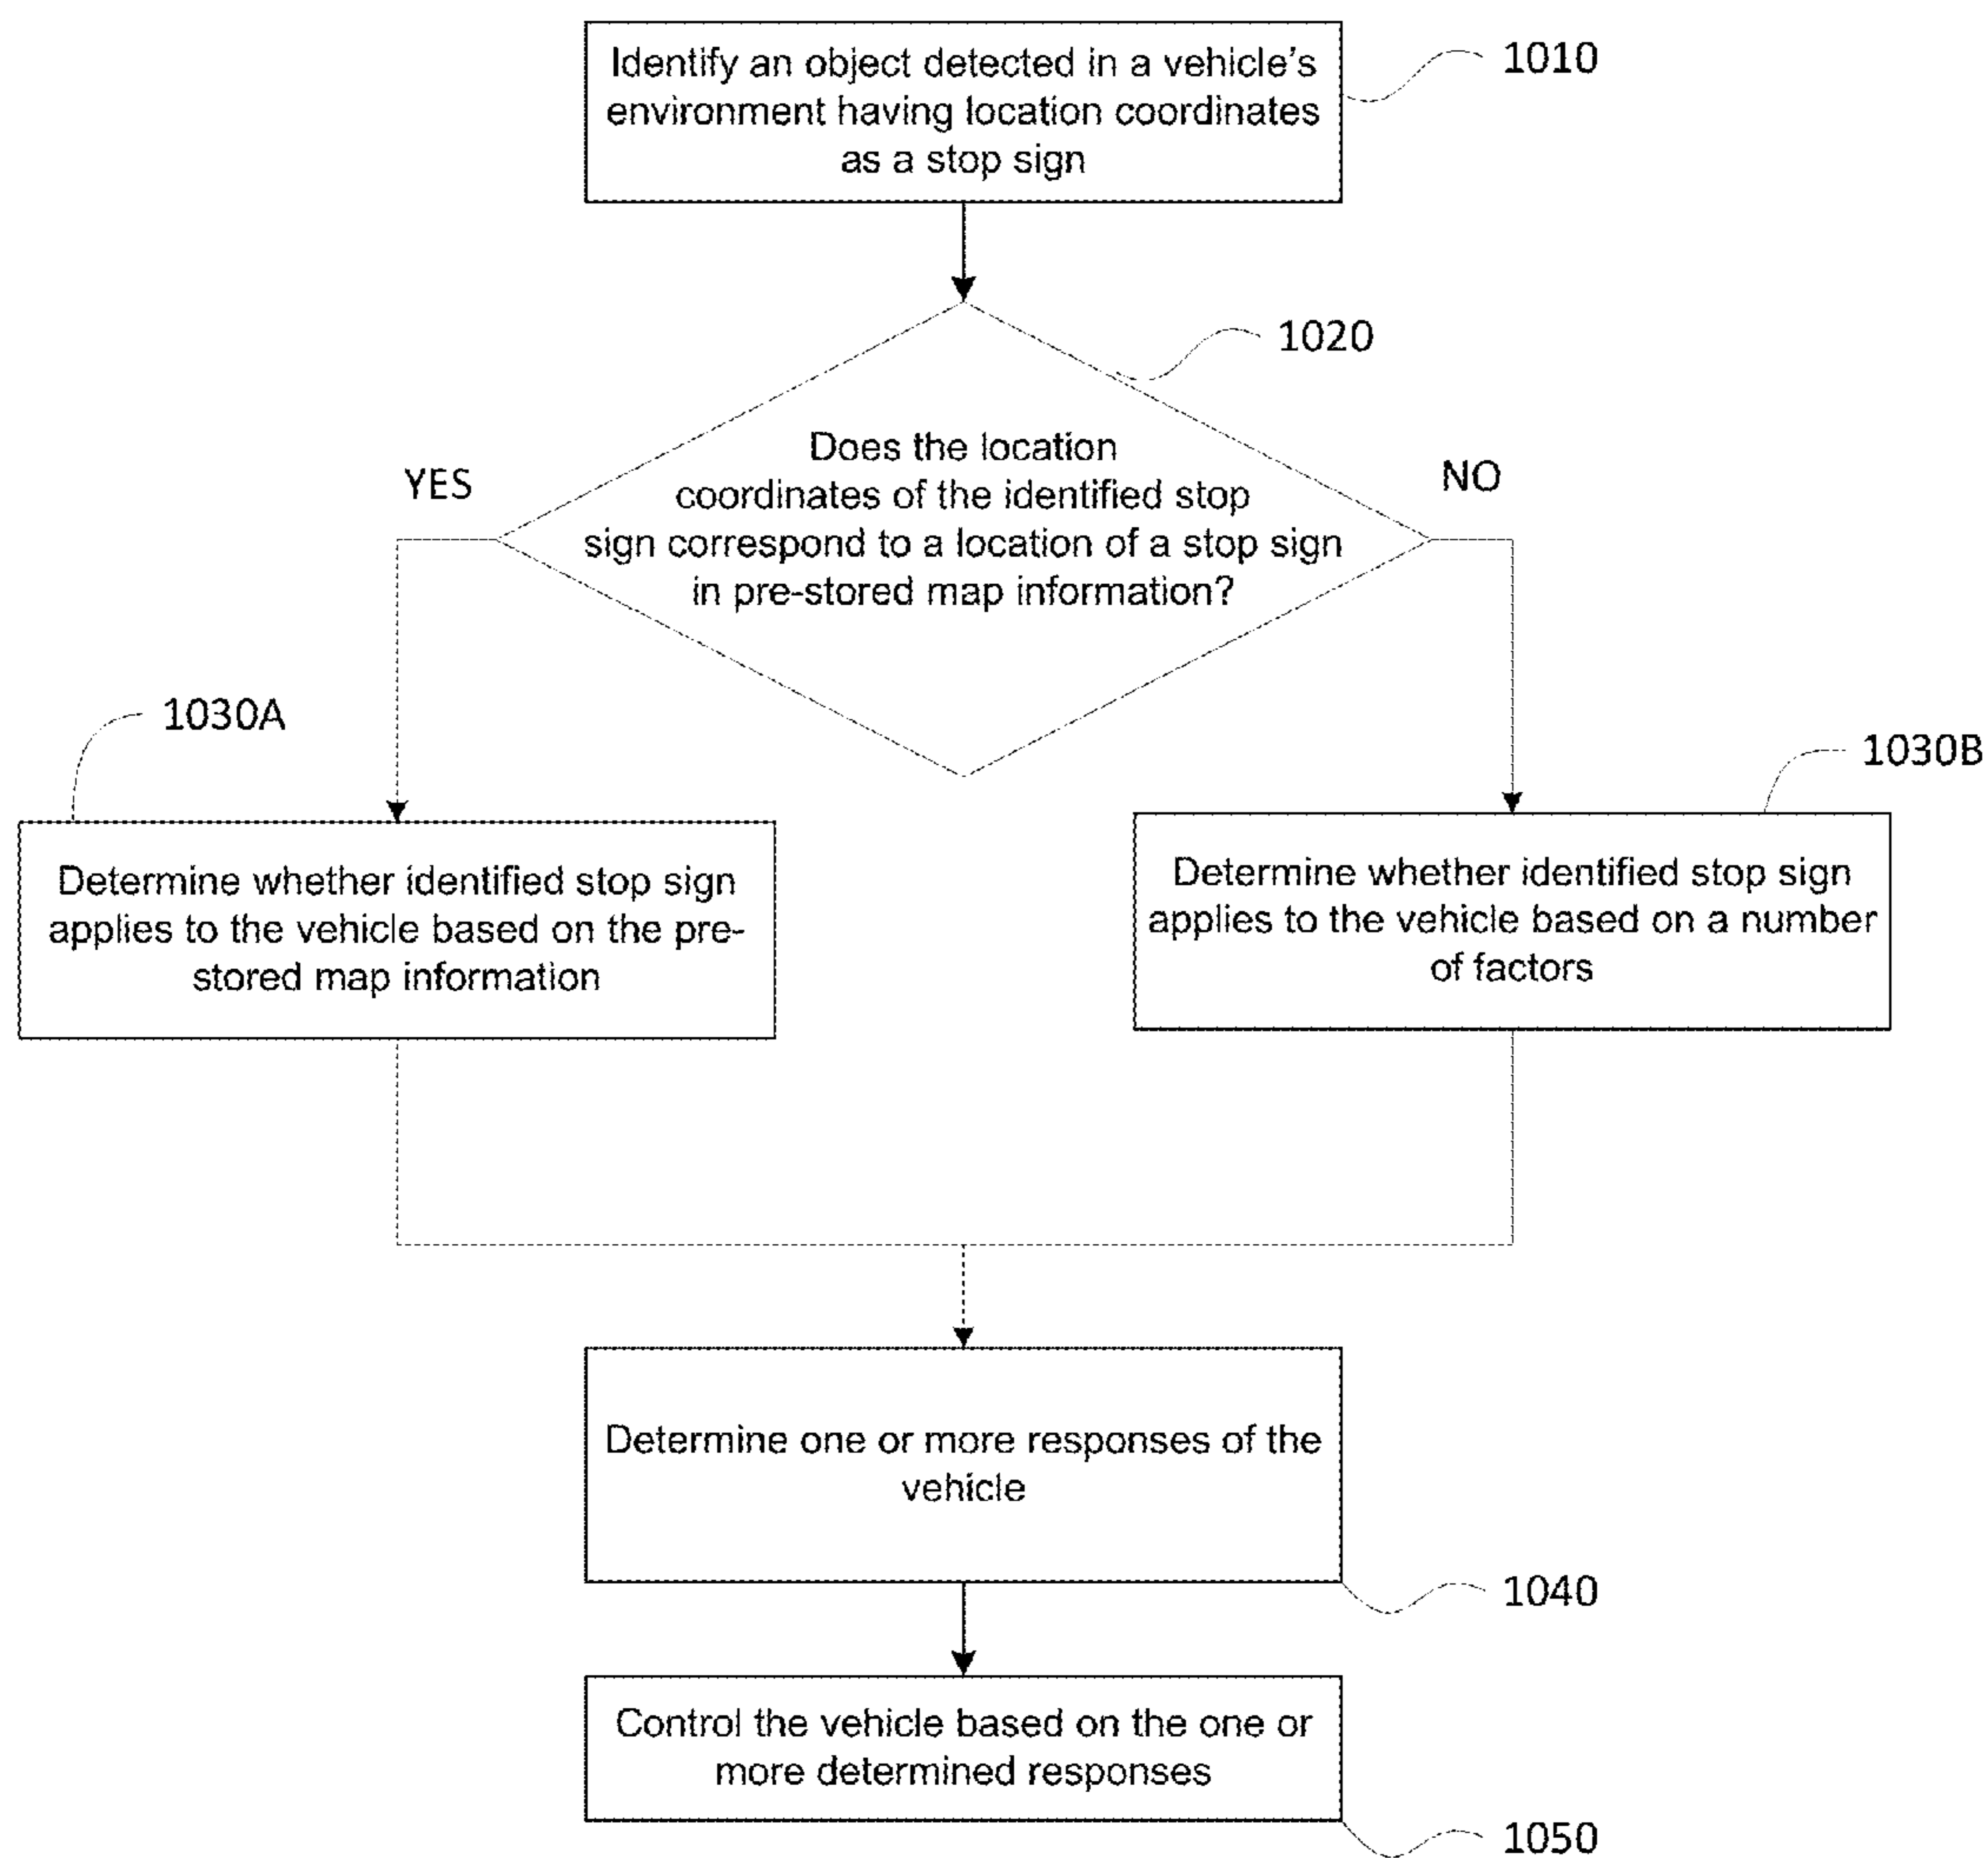 Identify an object detected in a vehicle's
environment having location coordinates
as a stop sign
1010
1020
Does the location
coordinates of the identified stop
sign correspond to a location of a stop sign
in pre-stored map information?
YES
NO
1030A
1030B
Determine whether identified stop sign
applies to the vehicle based on the pre-
stored map information
Determine whether identified stop sign
applies to the vehicle based on a number
of factors
Determine one or more responses of the
vehicle
1040
Control the vehicle based on the one or
more determined responses
1050